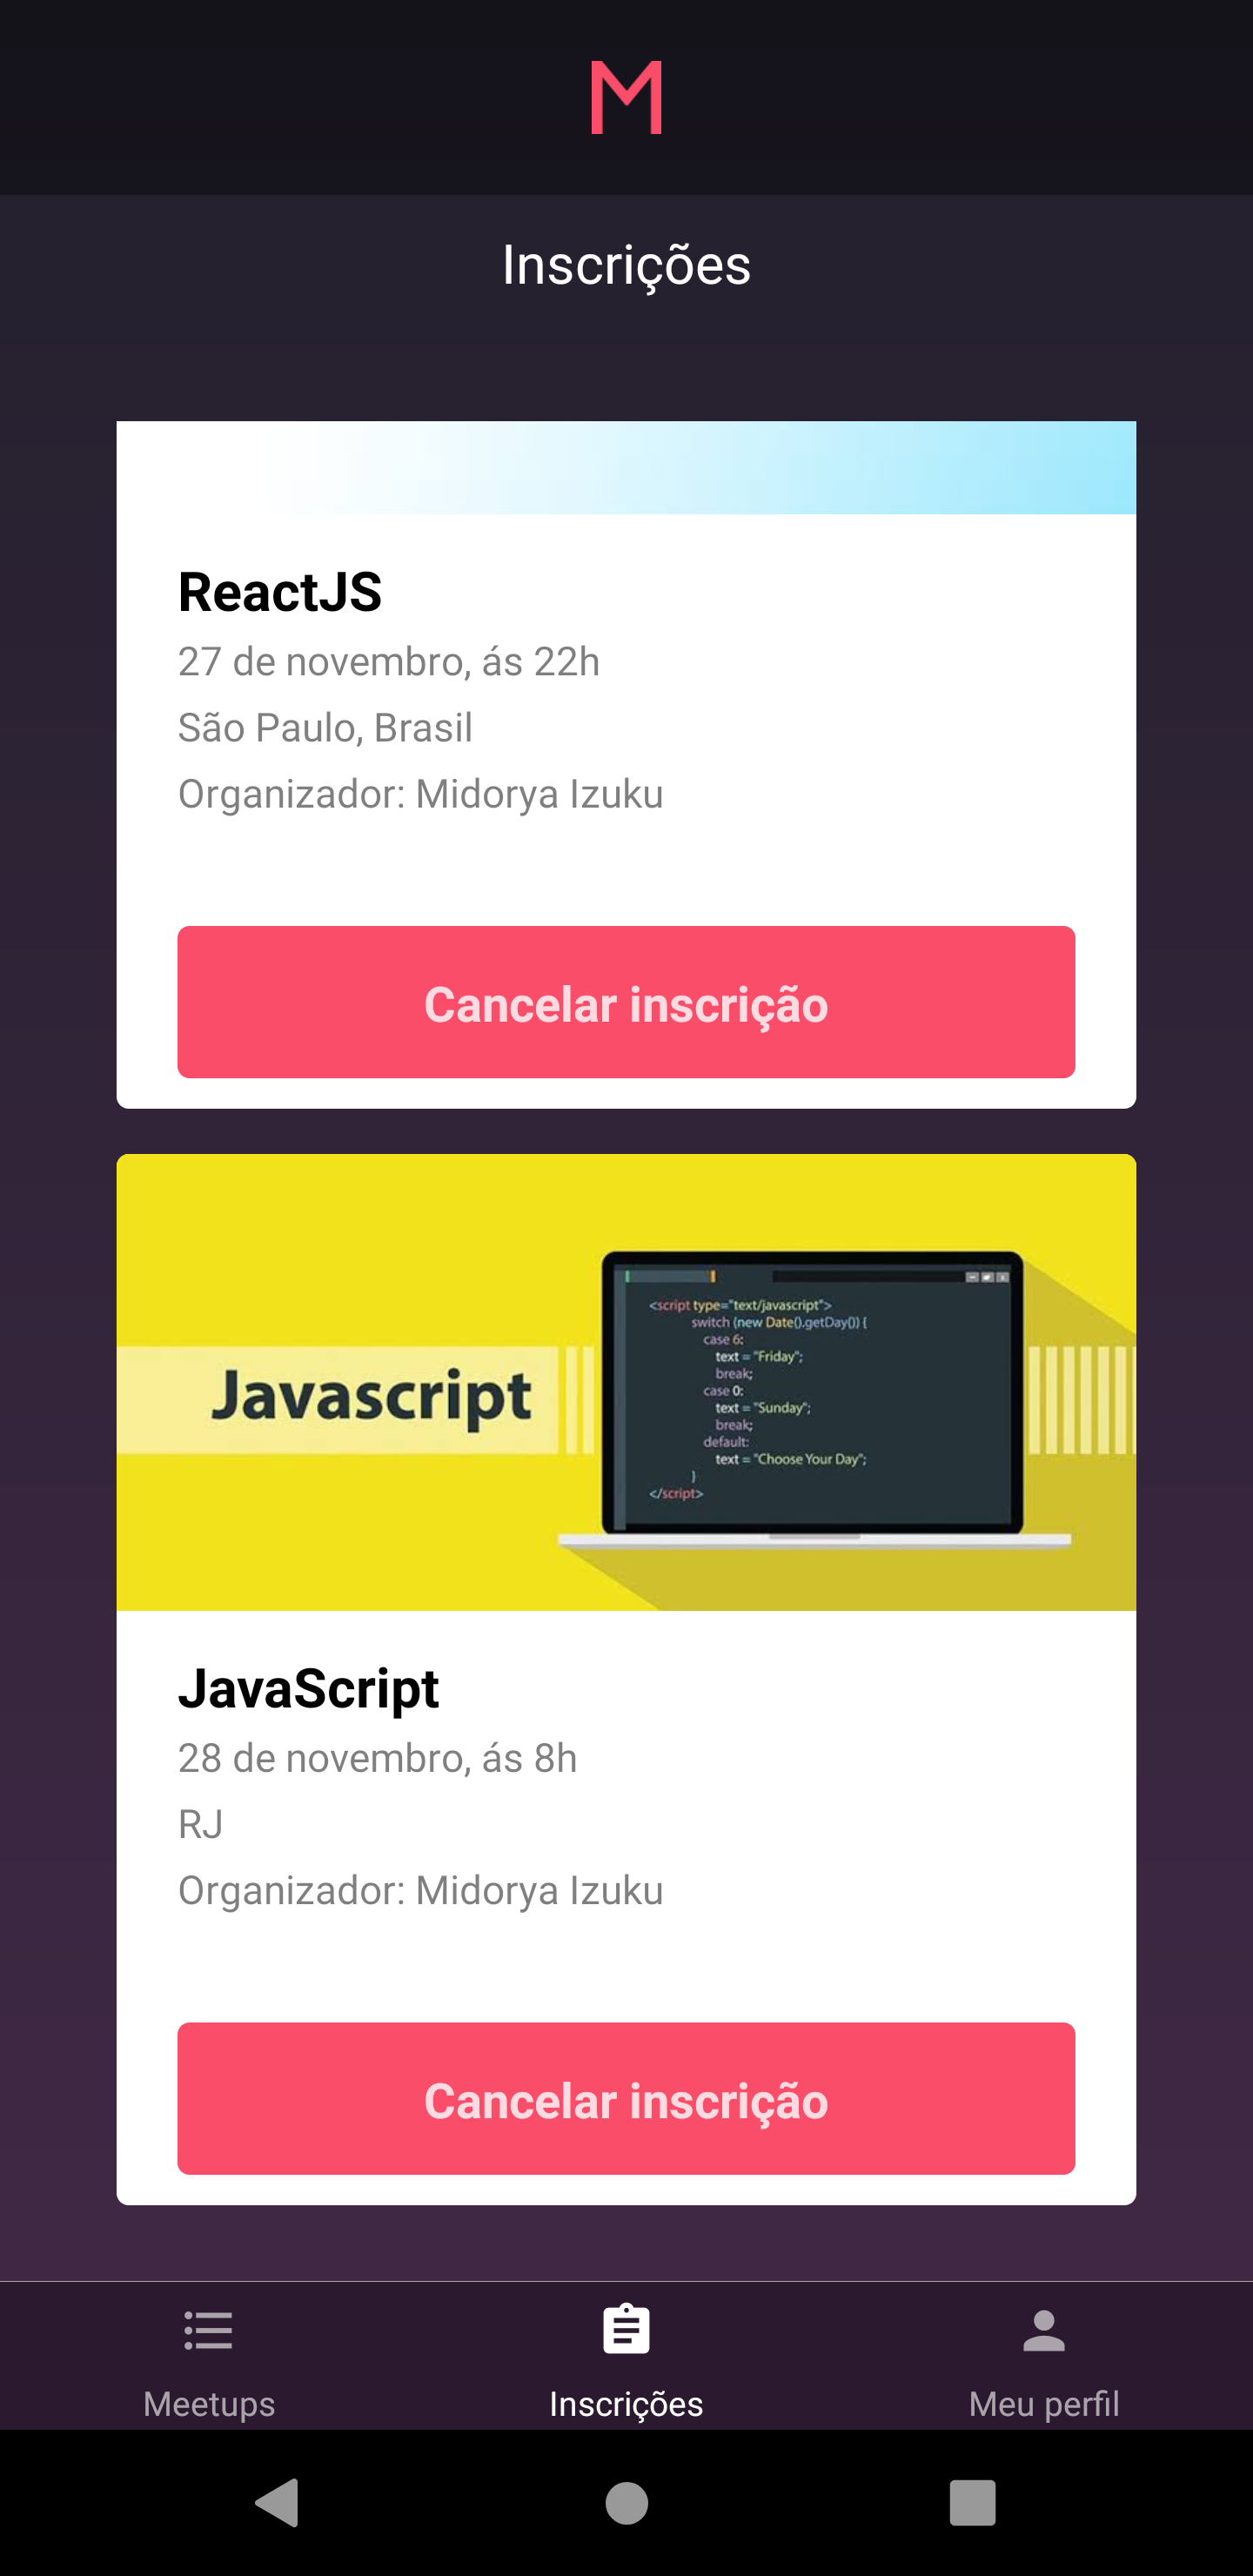 M
Inscrições
ReactJS
27 de novembro, ás 22h
São Paulo, Brasil
Organizador: Midorya Izuku
Cancelar inscrição
Javascript
<script type="text/javascript">
switch (new Date().getDay()) {
case 6:
text = "Friday";
break;
case 0:
text = "Sunday";
break;
default:
text = "Choose Your Day";
}
</script>
JavaScript
28 de novembro, ás 8h
RJ
Organizador: Midorya Izuku
Cancelar inscrição
Meetups
Inscrições
Meu perfil